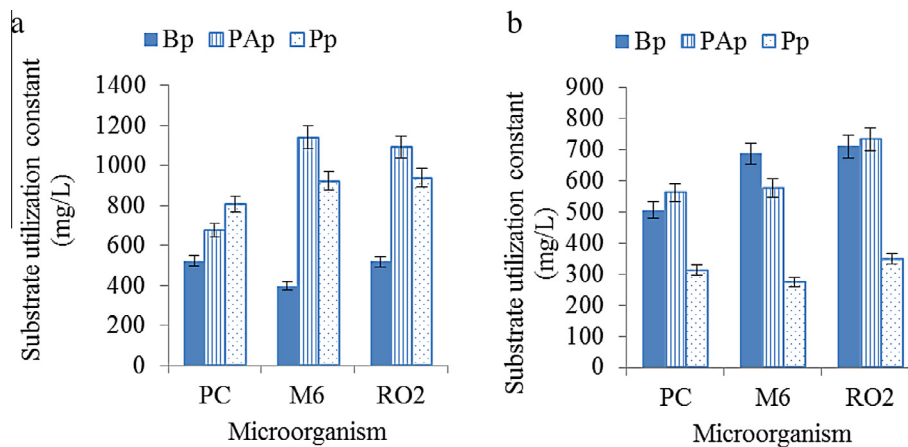 a
Bp PAp Pp
Substrate utilization constant
(mg/L)
1400
1200
1000
800
600
400
200
0
PC M6 RO2
Microorganism
b
Bp PAp Pp
Substrate utilization constant
(mg/L)
900
800
700
600
500
400
300
200
100
0
PC M6 RO2
Microorganism